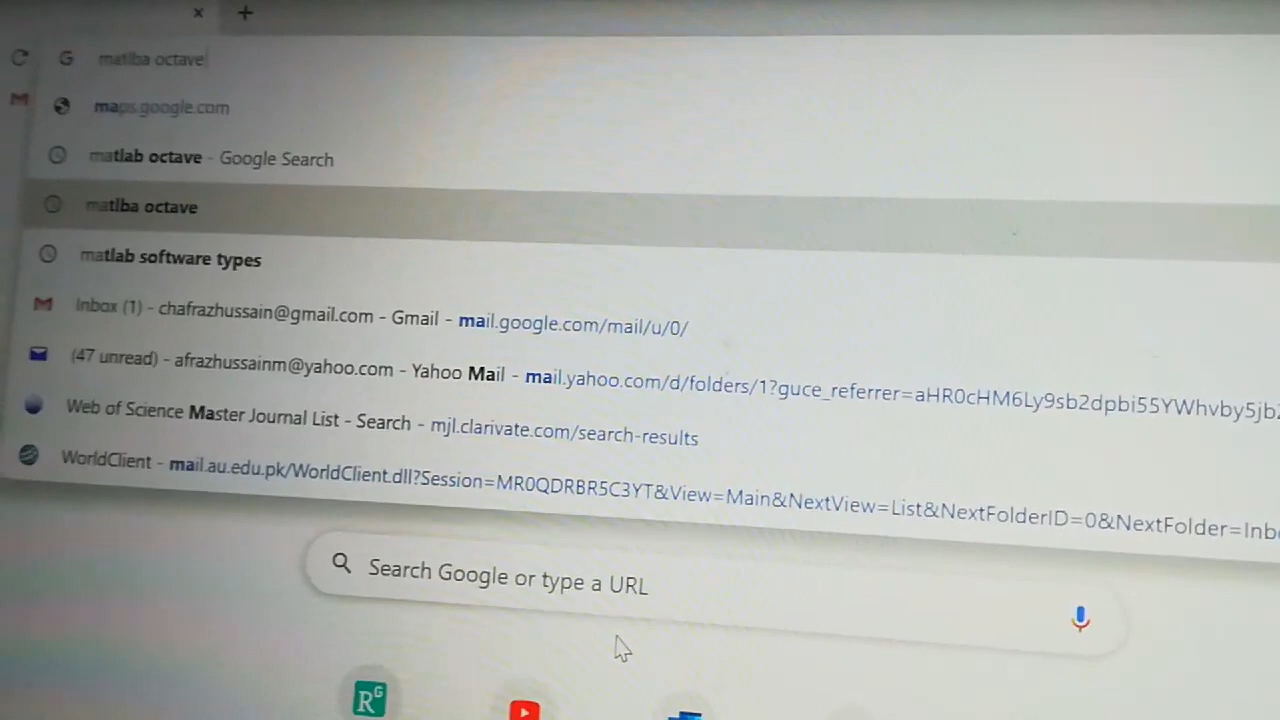 matlba octave
maps.google.com
matlab octave - Google Search
matlba octave
matlab software types
Inbox (1) - chafrazhussain@gmail.com - Gmail - mail.google.com/mail/u/0/
(47 unread) - afrazhussainm@yahoo.com - Yahoo Mail - mail.yahoo.com/d/folders/1?guce_referrer=aHR0cHM6Ly9sb2dpbi55YWhvby5jb2
Web of Science Master Journal List - Search - mjl.clarivate.com/search-results
WorldClient - mail.au.edu.pk/WorldClient.dll?Session=MR0QDRBR5C3YT&View=Main&NextView=List&NextFolderID=0&NextFolder=Inbo
Search Google or type a URL
RG